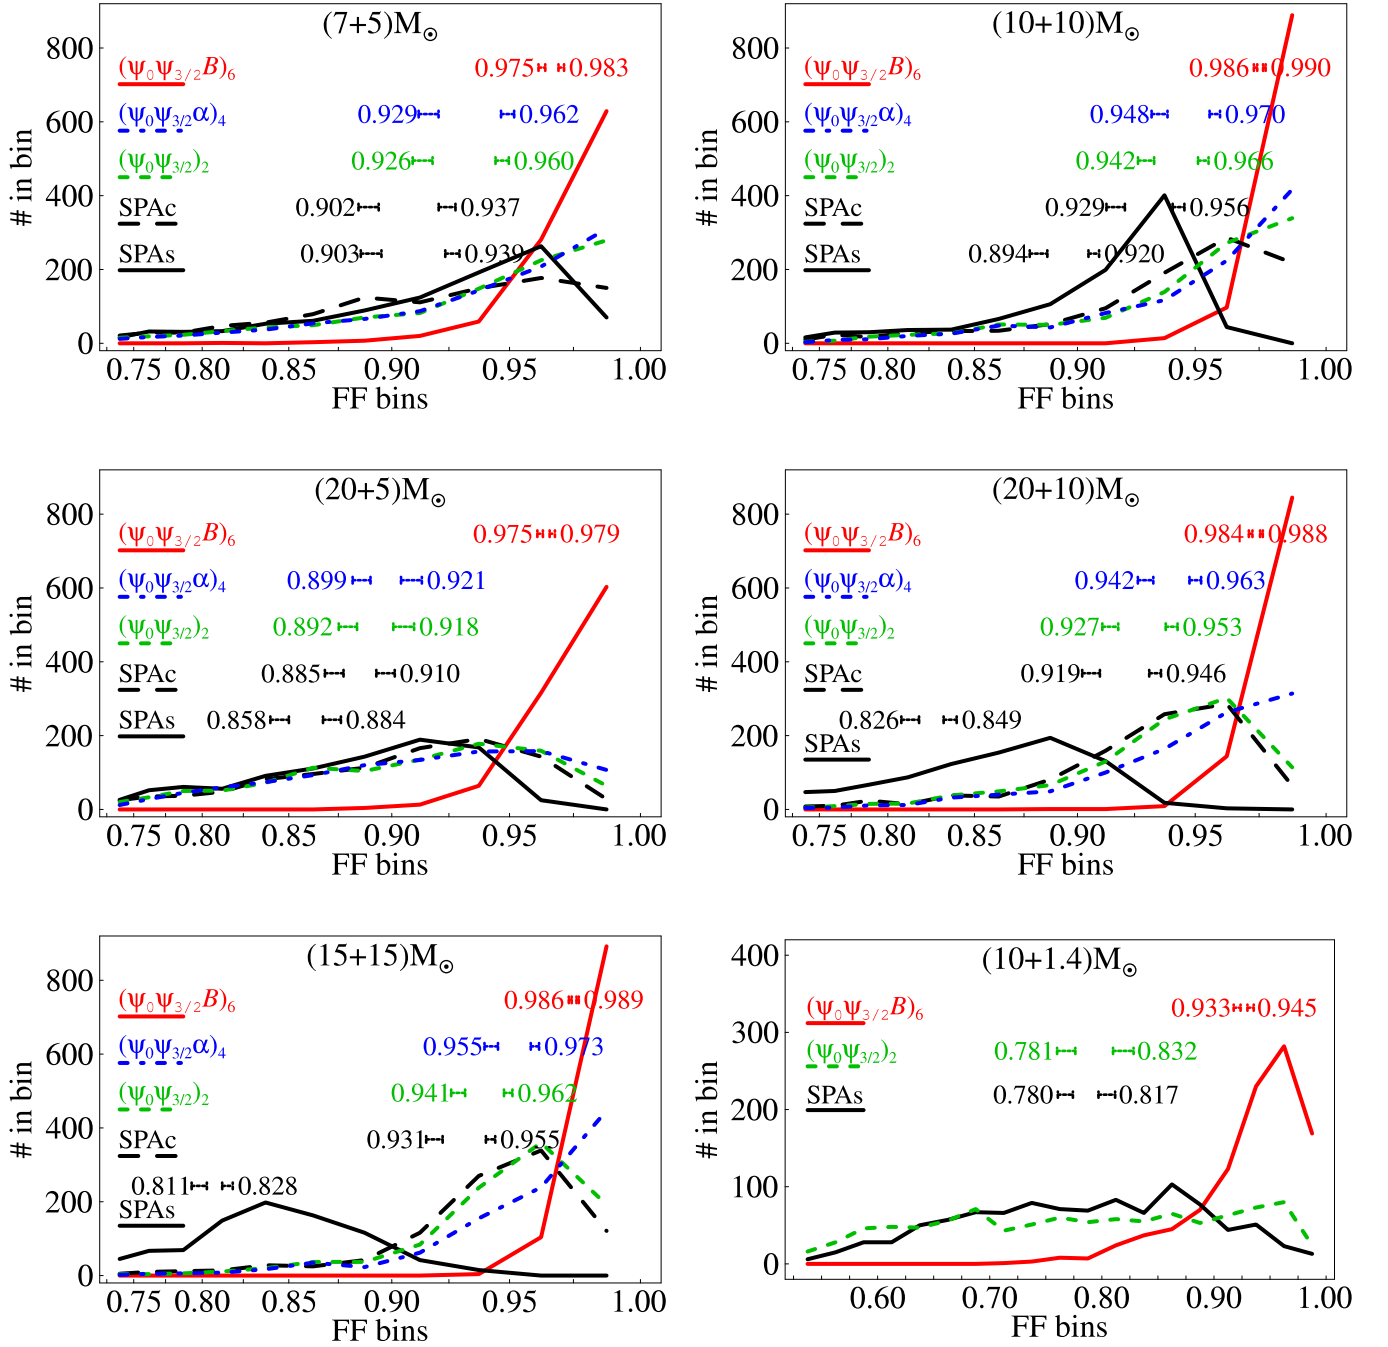 (7+5)M⊙
# in bin
800
600
400
200
0
(ψ₀ψ₃/₂B)₆ 0.975 0.983
(ψ₀ψ₃/₂α)₄ 0.929 0.962
(ψ₀ψ₃/₂)₂ 0.926 0.960
SPAc 0.902 0.937
SPAs 0.903 0.939
0.75 0.80 0.85 0.90 0.95 1.00
FF bins
(10+10)M⊙
# in bin
800
600
400
200
0
(ψ₀ψ₃/₂B)₆ 0.986 0.990
(ψ₀ψ₃/₂α)₄ 0.948 0.970
(ψ₀ψ₃/₂)₂ 0.942 0.966
SPAc 0.929 0.956
SPAs 0.894 0.920
0.75 0.80 0.85 0.90 0.95 1.00
FF bins
(20+5)M⊙
# in bin
800
600
400
200
0
(ψ₀ψ₃/₂B)₆ 0.975 0.979
(ψ₀ψ₃/₂α)₄ 0.899 0.921
(ψ₀ψ₃/₂)₂ 0.892 0.918
SPAc 0.885 0.910
SPAs 0.858 0.884
0.75 0.80 0.85 0.90 0.95 1.00
FF bins
(20+10)M⊙
# in bin
800
600
400
200
0
(ψ₀ψ₃/₂B)₆ 0.984 0.988
(ψ₀ψ₃/₂α)₄ 0.942 0.963
(ψ₀ψ₃/₂)₂ 0.927 0.953
SPAc 0.919 0.946
0.826 0.849
SPAs
0.75 0.80 0.85 0.90 0.95 1.00
FF bins
(15+15)M⊙
# in bin
800
600
400
200
0
(ψ₀ψ₃/₂B)₆ 0.986 0.989
(ψ₀ψ₃/₂α)₄ 0.955 0.973
(ψ₀ψ₃/₂)₂ 0.941 0.962
SPAc 0.931 0.955
0.811 0.828
SPAs
0.75 0.80 0.85 0.90 0.95 1.00
FF bins
(10+1.4)M⊙
# in bin
400
300
200
100
0
(ψ₀ψ₃/₂B)₆ 0.933 0.945
(ψ₀ψ₃/₂)₂ 0.781 0.832
SPAs 0.780 0.817
0.60 0.70 0.80 0.90 1.00
FF bins